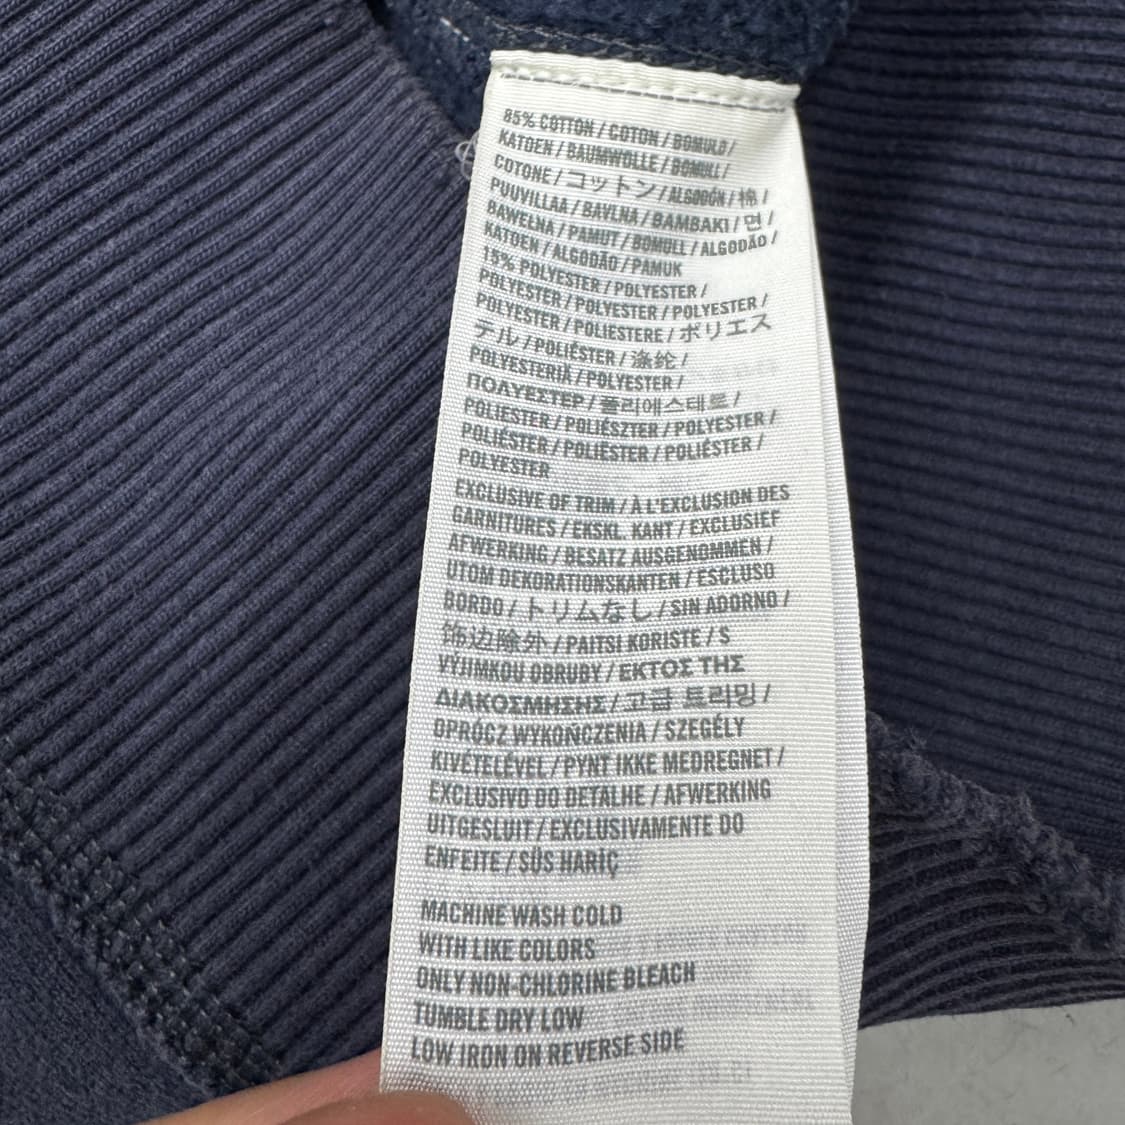 85% COTTON / COTON / BOMULD /
KATOEN / BAUMWOLLE / BOMULL /
COTONE / コットン / ALGODÓN / 棉 /
PUUVILLAA / BAVLNA / BAMBAKI / 면 /
BAWEŁNA / PAMUT / BOMULL / ALGODÃO /
KATOEN / ALGODÃO / PAMUK
15% POLYESTER / POLYESTER /
POLYESTER / POLYESTER / POLYESTER /
POLYESTER / POLIESTERE / ポリエス
テル / POLIÉSTER / 涤纶 /
POLYESTERIÄ / POLYESTER /
ΠΟΛΥΕΣΤΕΡ / 폴리에스테르 /
POLIESTER / POLIÉSZTER / POLYESTER /
POLIÉSTER / POLIÉSTER / POLIÉSTER /
POLYESTER
EXCLUSIVE OF TRIM / À L'EXCLUSION DES
GARNITURES / EKSKL. KANT / EXCLUSIEF
AFWERKING / BESATZ AUSGENOMMEN /
UTOM DEKORATIONSKANTEN / ESCLUSO
BORDO / トリムなし / SIN ADORNO /
饰边除外 / PAITSI KORISTE / S
VÝJIMKOU OBRUBY / ΕΚΤΟΣ ΤΗΣ
ΔΙΑΚΟΣΜΗΣΗΣ / 고급 트리밍 /
OPRÓCZ WYKOŃCZENIA / SZEGÉLY
KIVÉTELÉVEL / PYNT IKKE MEDREGNET /
EXCLUSIVO DO DETALHE / AFWERKING
UITGESLUIT / EXCLUSIVAMENTE DO
ENFEITE / SÜS HARİÇ
MACHINE WASH COLD
WITH LIKE COLORS
ONLY NON-CHLORINE BLEACH
TUMBLE DRY LOW
LOW IRON ON REVERSE SIDE